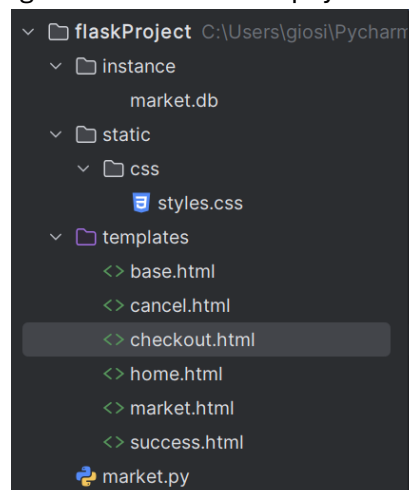 flaskProject C:\Users\giosi\Pycharm
instance
market.db
static
css
styles.css
templates
base.html
cancel.html
checkout.html
home.html
market.html
success.html
market.py